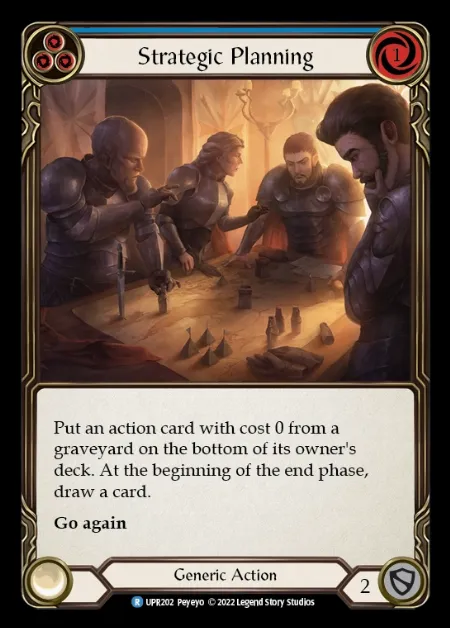 Strategic Planning
1
Put an action card with cost 0 from a
graveyard on the bottom of its owner's
deck. At the beginning of the end phase,
draw a card.
Go again
Generic Action
2
R UPR202 Peyeyo © 2022 Legend Story Studios